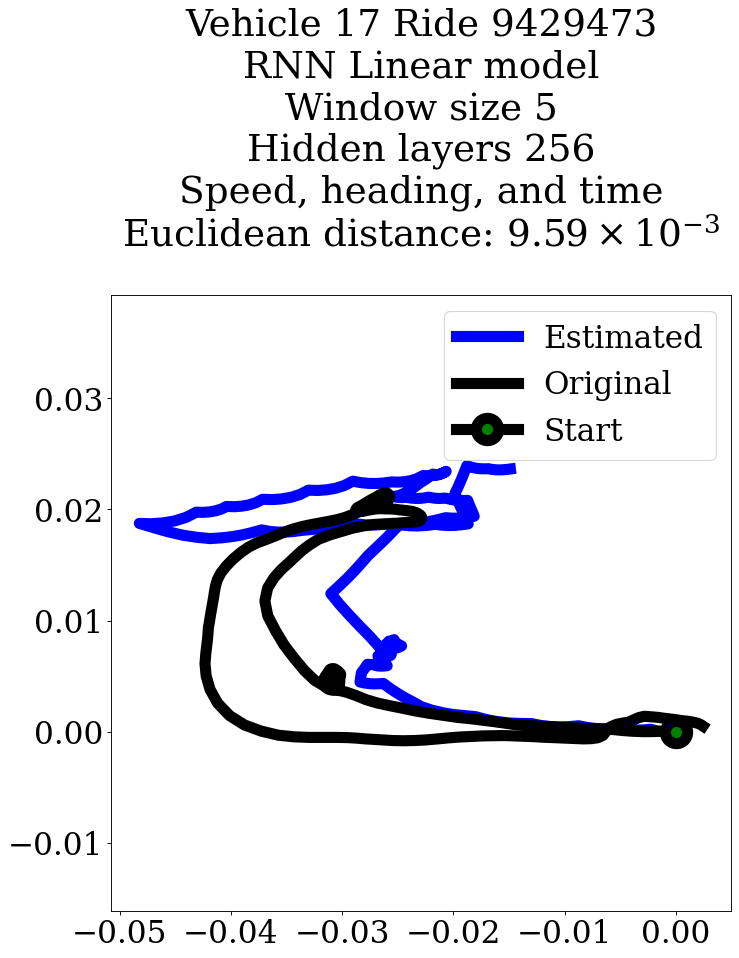 Vehicle 17 Ride 9429473
RNN Linear model
Window size 5
Hidden layers 256
Speed, heading, and time
Euclidean distance: 9.59 × 10⁻³
Estimated
Original
Start
0.03
0.02
0.01
0.00
−0.01
−0.05 −0.04 −0.03 −0.02 −0.01 0.00